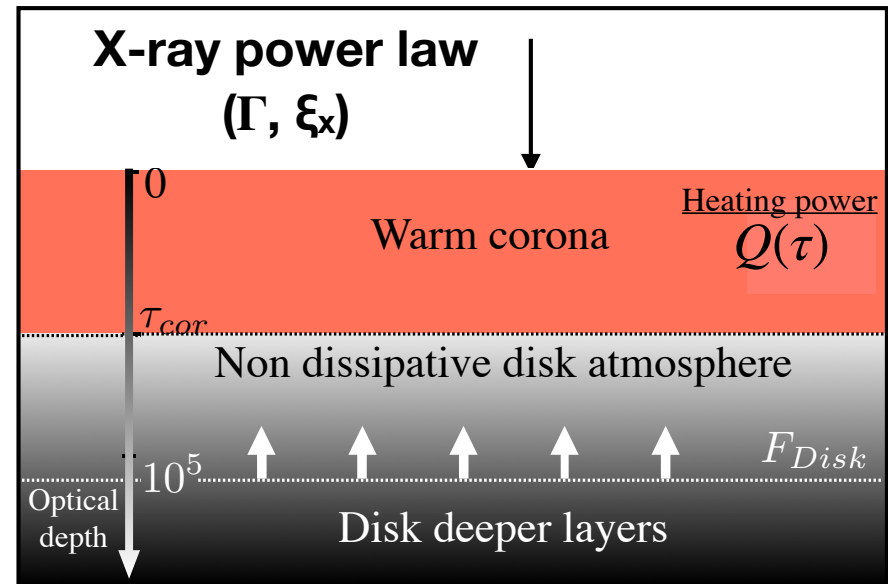 X-ray power law
(Γ, ξx)
0
Heating power
Warm corona
Q(τ)
τcor
Non dissipative disk atmosphere
F_Disk
10^5
Optical
depth
Disk deeper layers